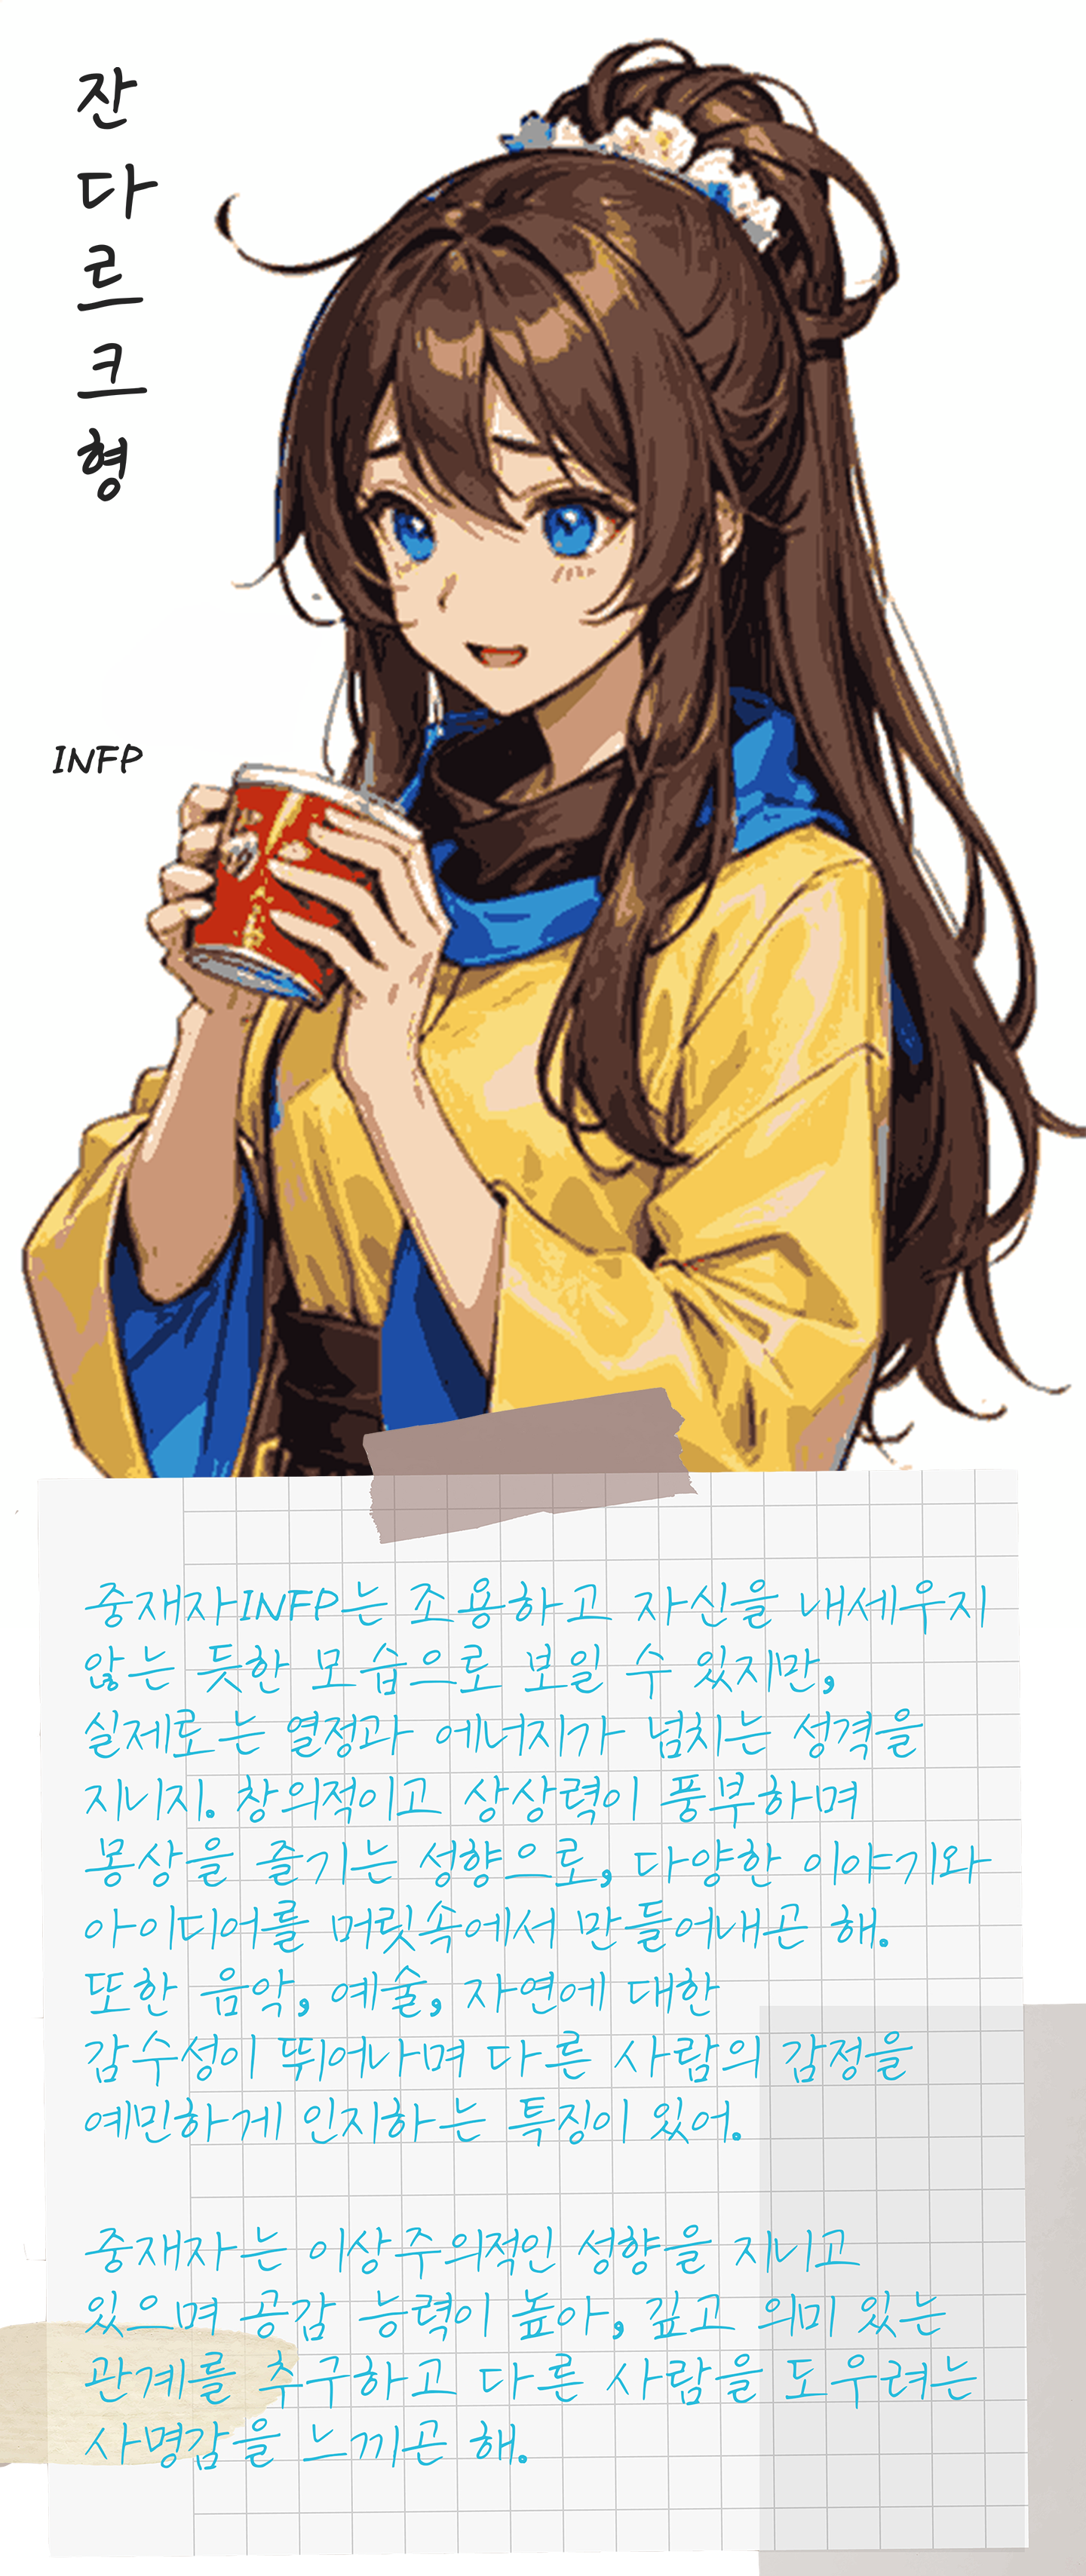 잔다르크형
INFP
중재자INFP는 조용하고 자신을 내세우지
않는 듯한 모습으로 보일 수 있지만,
실제로는 열정과 에너지가 넘치는 성격을
지니지. 창의적이고 상상력이 풍부하며
몽상을 즐기는 성향으로, 다양한 이야기와
아이디어를 머릿속에서 만들어내곤 해.
또한 음악, 예술, 자연에 대한
감수성이 뛰어나며 다른 사람의 감정을
예민하게 인지하는 특징이 있어.
중재자는 이상주의적인 성향을 지니고
있으며 공감 능력이 높아, 깊고 의미 있는
관계를 추구하고 다른 사람을 도우려는
사명감을 느끼곤 해.